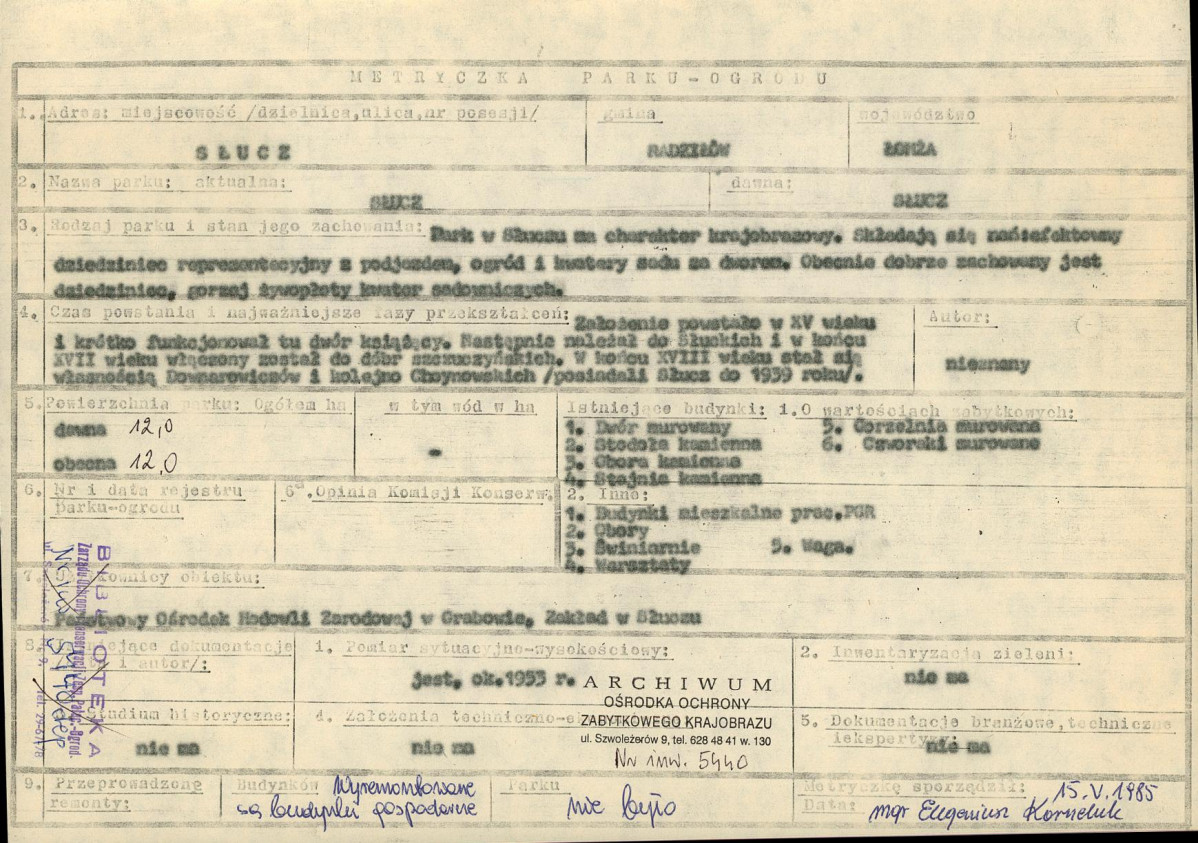 METRYCZKA PARKU-OGRODU
1. Adres: miejscowość /dzielnica,ulica,nr posesji/ gmina województwo
SŁUCZ RADZIŁÓW ŁOMŻA
2. Nazwa parku: aktualna: dawna:
SŁUCZ SŁUCZ
3. Rodzaj parku i stan jego zachowania: Park w Słuczu ma charakter krajobrazowy. Składają się nań:efektowny
dziedziniec reprezentacyjny z podjazdem, ogród i kwatery sadu za dworem. Obecnie dobrze zachowany jest
dziedziniec, gorzej żywopłoty kwater sadowniczych.
4. Czas powstania i najważniejsze fazy przekształceń: Założenie powstało w XV wieku
i krótko funkcjonował tu dwór książęcy. Następnie należał do Słuckich i w końcu
XVII wieku włączony został do dóbr szczuczyńskich. W końcu XVIII wieku stał się
własnością Downarowiczów i kolejno Choynowskich /posiadali Słucz do 1939 roku/.
Autor:
nieznany
5. Powierzchnia parku: Ogółem ha w tym wód w ha
dawna 12,0
obecna 12,0
-
Istniejące budynki: 1.O wartościach zabytkowych:
1. Dwór murowany 5. Gorzelnia murowana
2. Stodoła kamienna 6. Czworaki murowane
3. Obora kamienna
4. Stajnia kamienna
2. Inne:
1. Budynki mieszkalne prac.PGR
2. Obory
3. Świniarnie 5. Waga.
4. Warsztaty
6. Nr i data rejestru
parku-ogrodu
6a. Opinia Komisji Konserw.
7. obiektu:
Państwowy Ośrodek Hodowli Zarodowej w Grabowie, Zakład w Słuczu
8. Istniejące dokumentacje
i autor/:
1. Pomiar sytuacyjno-wysokościowy:
jest, ok.1953 r.
2. Inwentaryzacja zieleni:
nie ma
Studium historyczne:
nie ma
4. Założenia techniczno-
nie ma
5. Dokumentacje branżowe,techniczne
i ekspertyzy:
nie ma
ARCHIWUM
OŚRODKA OCHRONY
ZABYTKOWEGO KRAJOBRAZU
ul. Szwoleżerów 9, tel. 628 48 41 w. 130
Nr inw. 5440
BIBLIOTEKA
9. Przeprowadzone
remonty:
Budynków Wyremontowane
są budynki gospodarcze
Parku
nie było
Metryczkę sporządził:
Data: 15.V.1985
mgr Eugeniusz Korneluk